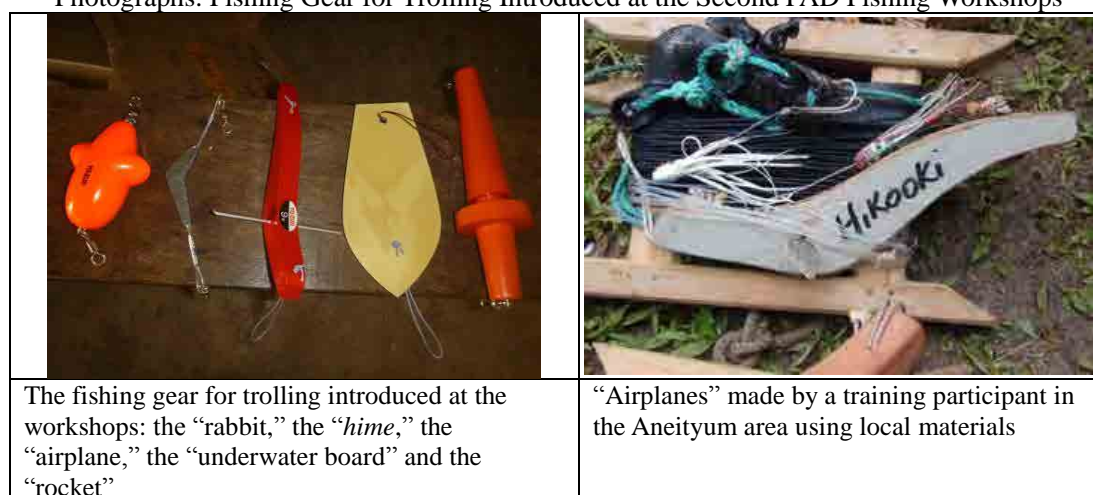 Photographs: Fishing Gear for Trolling Introduced at the Second FAD Fishing Workshops
HiKOOKi
The fishing gear for trolling introduced at the
workshops: the “rabbit,” the “hime,” the
“airplane,” the “underwater board” and the
“rocket”
“Airplanes” made by a training participant in
the Aneityum area using local materials